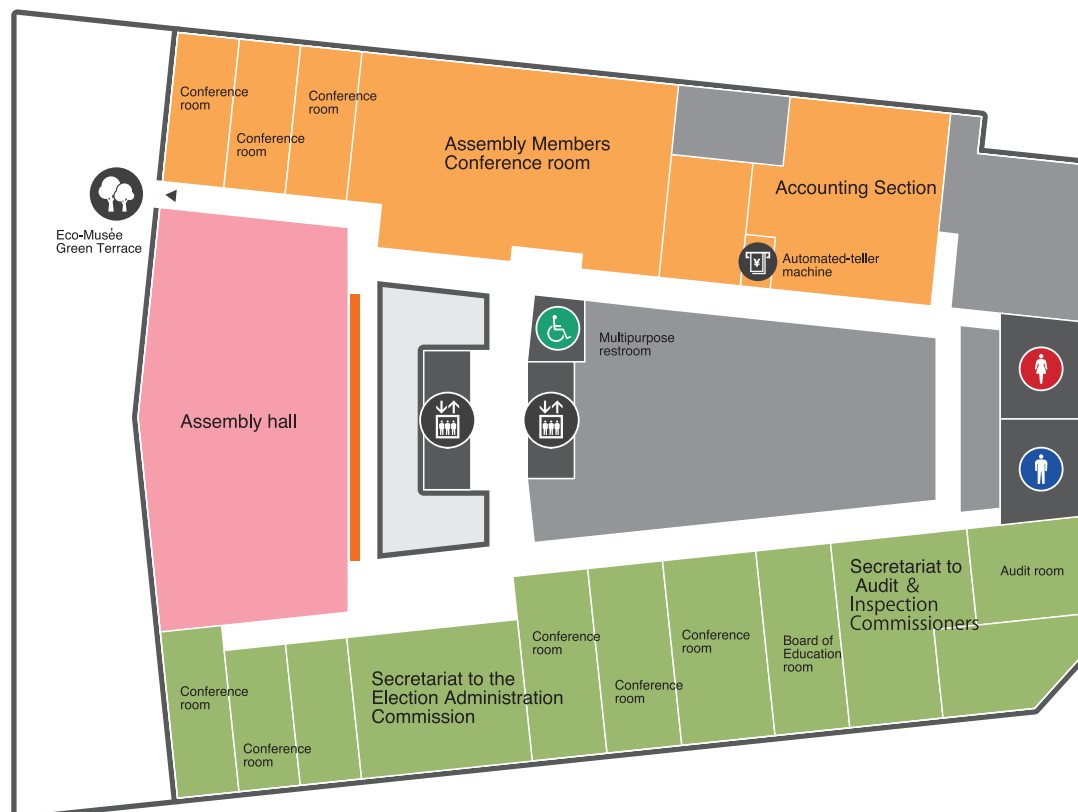 Conference
room
Conference
room
Conference
room
Assembly Members
Conference room
Accounting Section
Eco-Musée
Green Terrace
¥
Automated-teller
machine
Multipurpose
restroom
Assembly hall
Secretariat to
Audit &
Inspection
Commissioners
Audit room
Conference
room
Conference
room
Board of
Education
room
Secretariat to the
Election Administration
Commission
Conference
room
Conference
room
Conference
room